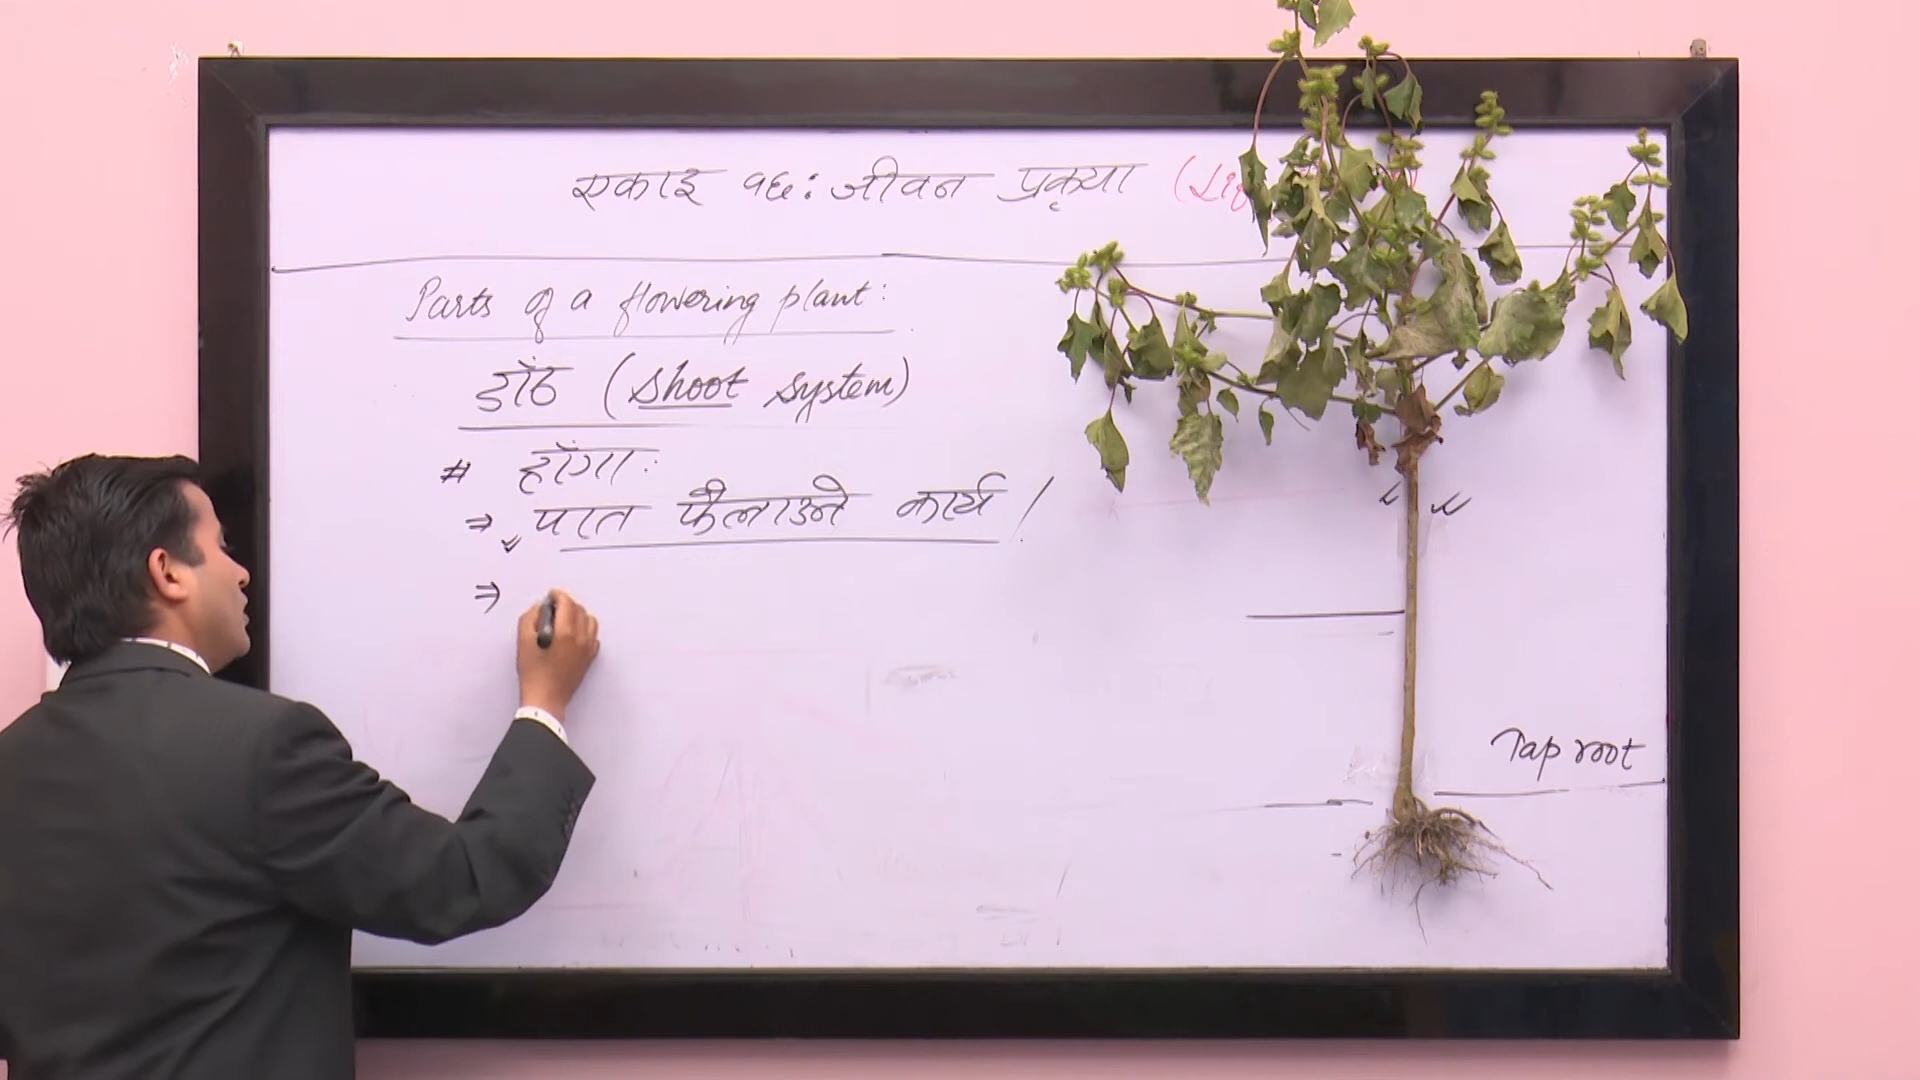 एकाइ १६: जीवन प्रकृया
Parts of a flowering plant:
डाँठ (shoot system)
# हाँगा:
⇒ पात फैलाउने कार्य ।
⇒
Tap root